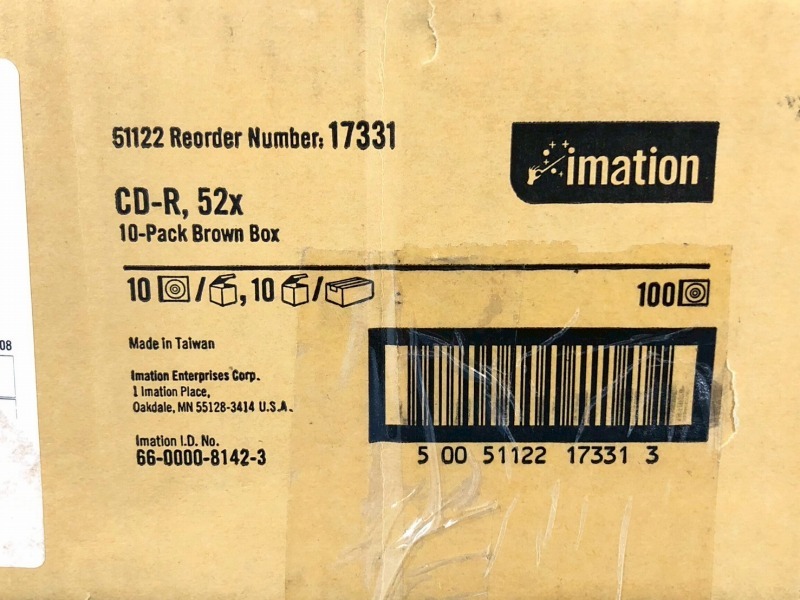 51122 Reorder Number: 17331
imation
CD-R, 52x
10-Pack Brown Box
10 / , 10 /
100
08
Made in Taiwan
Imation Enterprises Corp.
1 Imation Place,
Oakdale, MN 55128-3414 U.S.A.
Imation I.D. No.
66-0000-8142-3
5 00 51122 17331 3